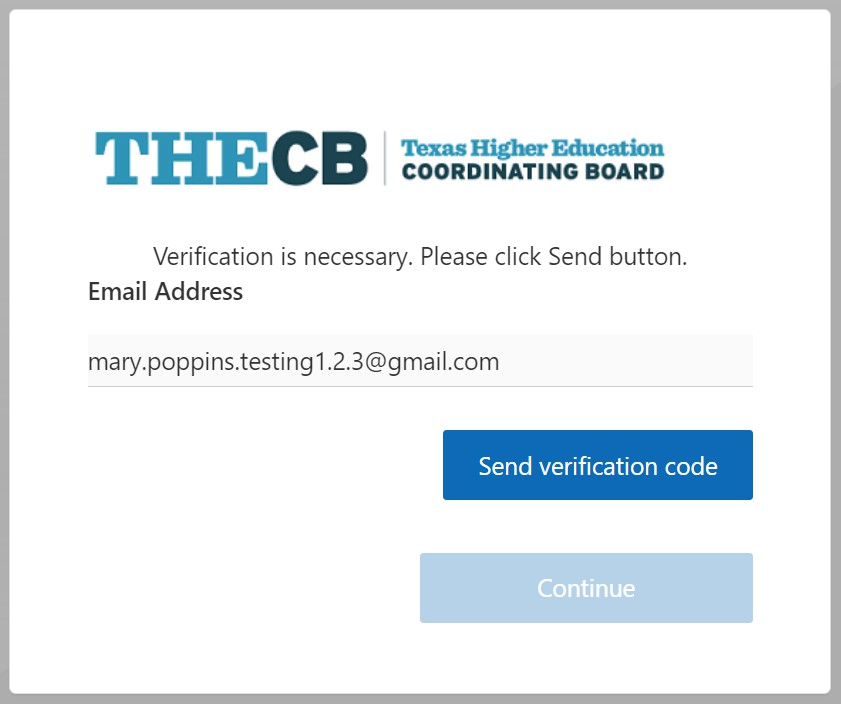 THECB
Texas Higher Education
COORDINATING BOARD
Verification is necessary. Please click Send button.
Email Address
mary.poppins.testing1.2.3@gmail.com
Send verification code
Continue